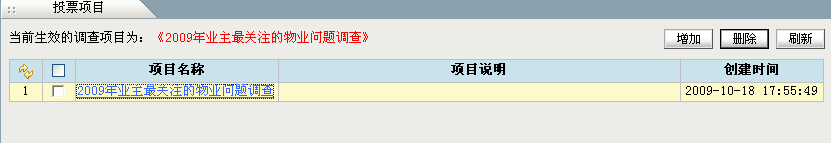 投票项目
当前生效的调查项目为：《2009年业主最关注的物业问题调查》 增加 删除 刷新
项目名称 项目说明 创建时间
1 2009年业主最关注的物业问题调查 2009-10-18 17:55:49